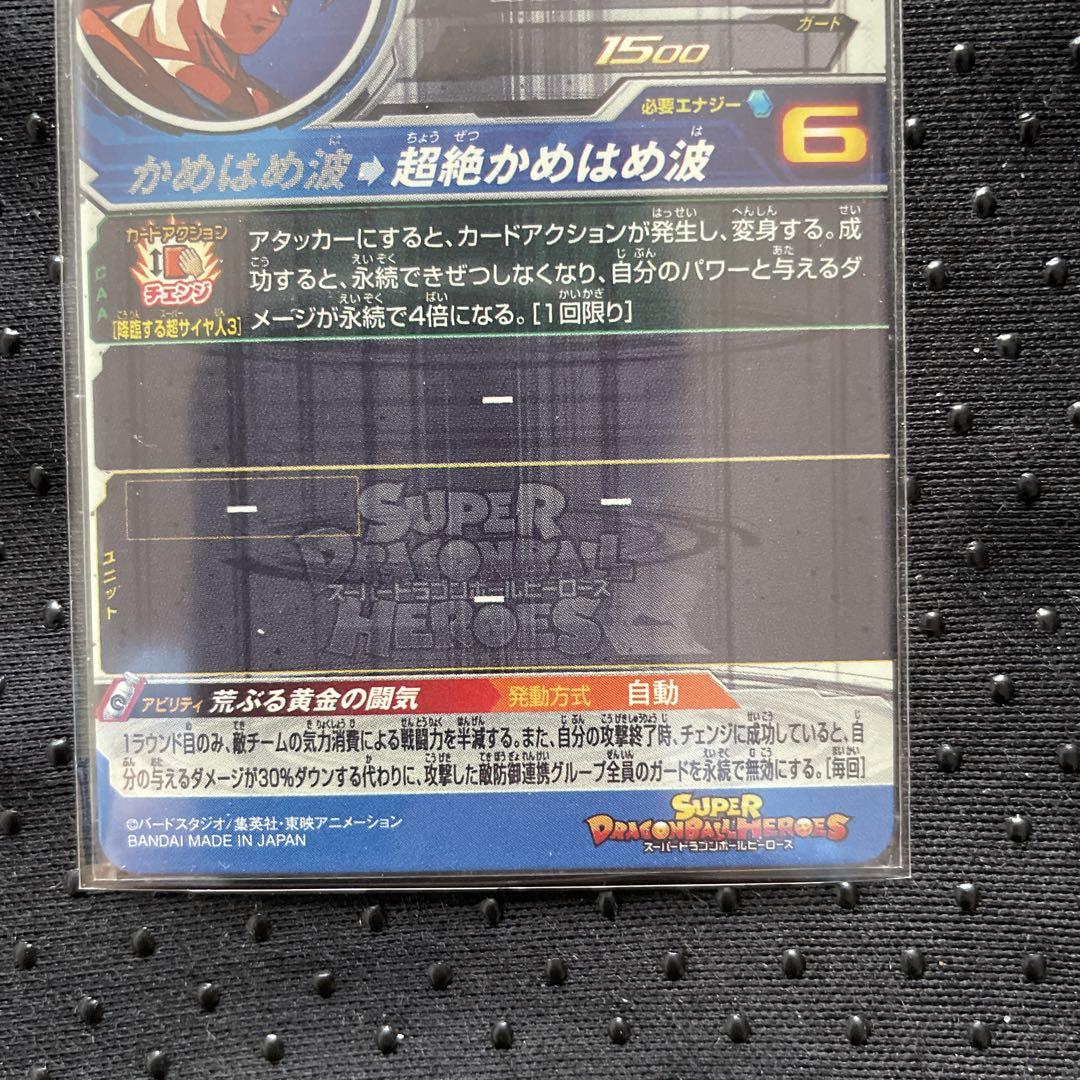 ガード
1500
必要エナジー
6
かめはめ波➡超絶かめはめ波
カードアクション
チェンジ
[降臨する超サイヤ人3]
CAA
アタッカーにすると、カードアクションが発生し、変身する。成
功すると、永続できぜつしなくなり、自分のパワーと与えるダ
メージが永続で4倍になる。[1回限り]
ー
ユニット
ー
ー
ー
SUPER
DRAGONBALL
スーパードラゴンボールヒーローズ
HEROES
アビリティ 荒ぶる黄金の闘気 発動方式 自動
1ラウンド目のみ、敵チームの気力消費による戦闘力を半減する。また、自分の攻撃終了時、チェンジに成功していると、自
分の与えるダメージが30%ダウンする代わりに、攻撃した敵防御連携グループ全員のガードを永続で無効にする。[毎回]
©バードスタジオ/集英社・東映アニメーション
BANDAI MADE IN JAPAN
SUPER
DRAGONBALL HEROES
スーパードラゴンボールヒーローズ